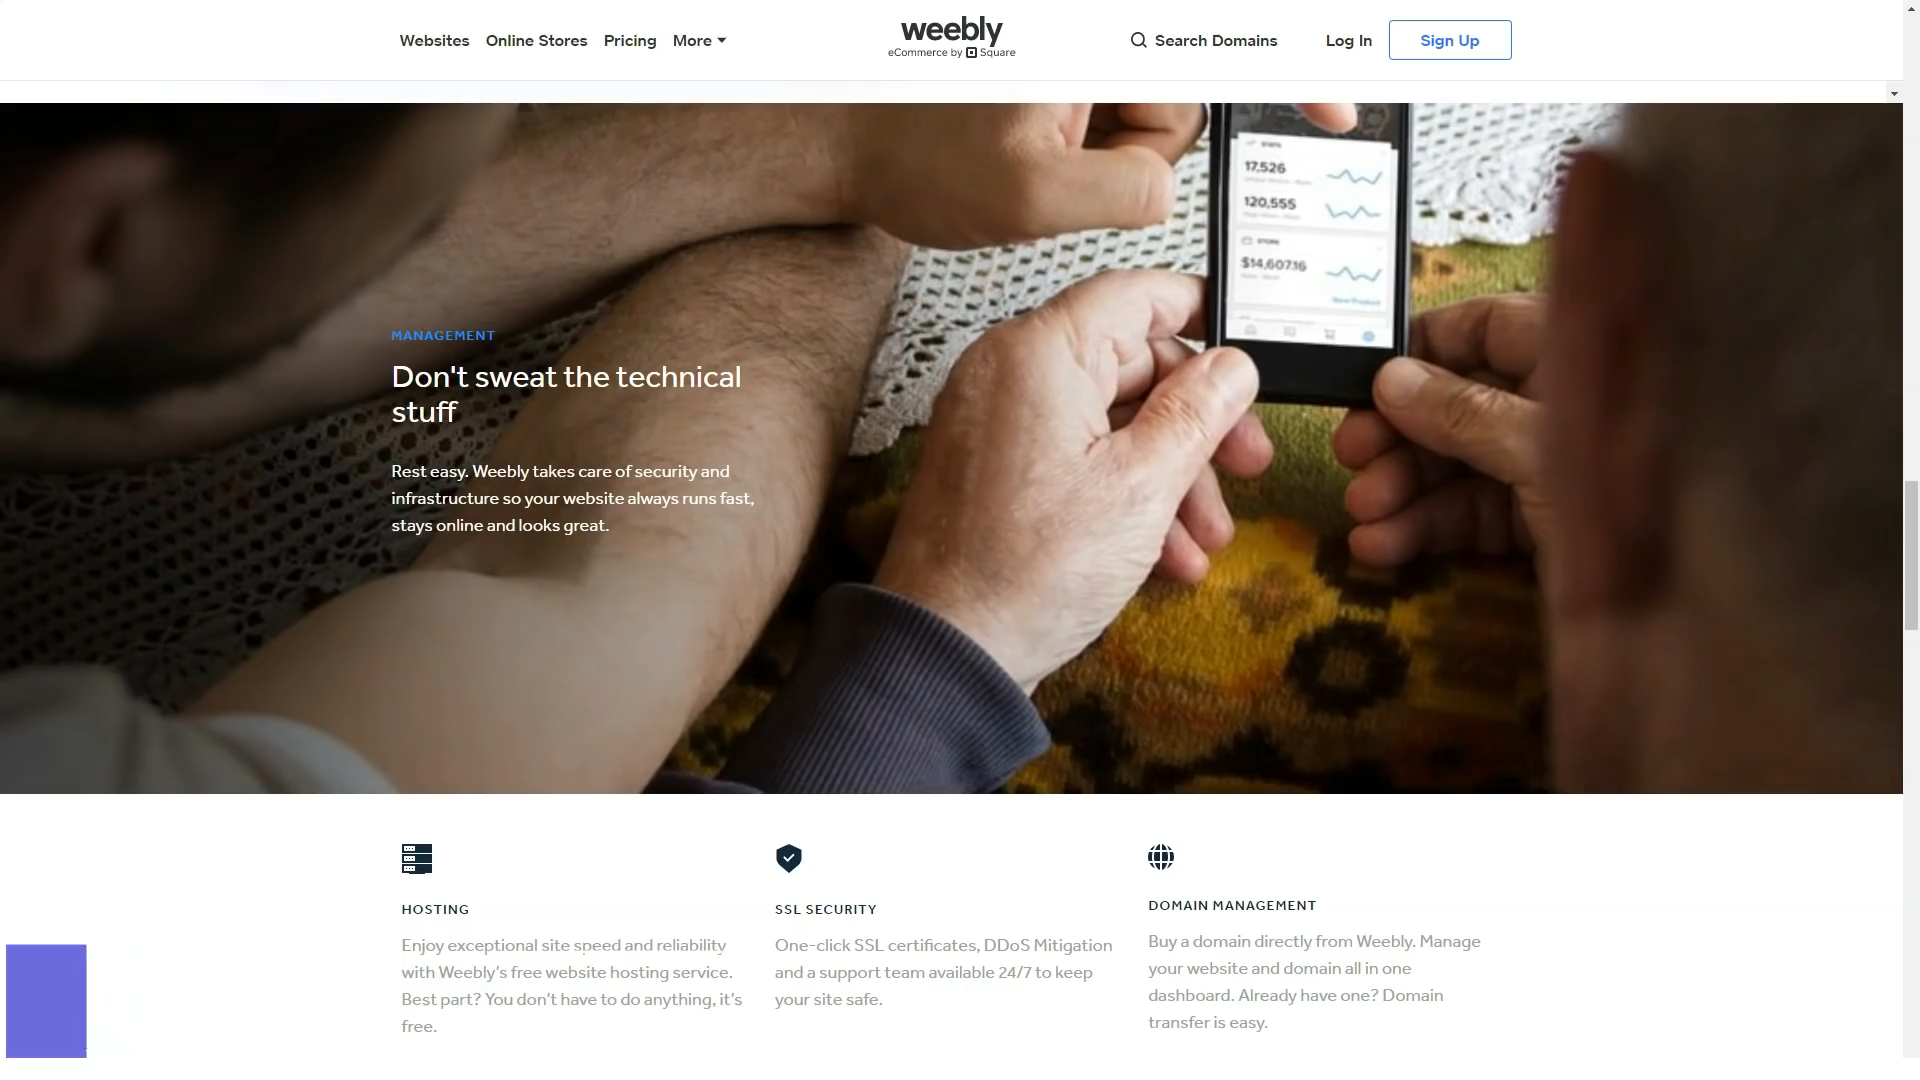 Websites Online Stores Pricing More
weebly
eCommerce by Square
Search Domains
Log In
Sign Up
STATS
17,526
120,555
STORE
$14,607.16
New Product
MANAGEMENT
Don't sweat the technical
stuff
Rest easy. Weebly takes care of security and
infrastructure so your website always runs fast,
stays online and looks great.
HOSTING
Enjoy exceptional site speed and reliability
with Weebly’s free website hosting service.
Best part? You don’t have to do anything, it’s
free.
SSL SECURITY
One-click SSL certificates, DDoS Mitigation
and a support team available 24/7 to keep
your site safe.
DOMAIN MANAGEMENT
Buy a domain directly from Weebly. Manage
your website and domain all in one
dashboard. Already have one? Domain
transfer is easy.